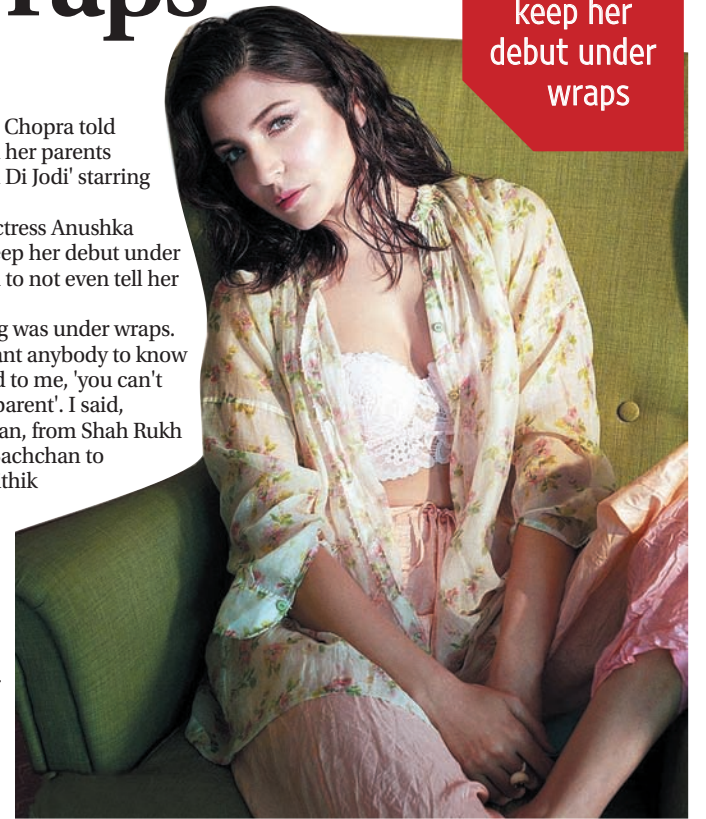 raps
keep her
debut under
wraps
Chopra told
her parents
Di Jodi' starring
ctress Anushka
eep her debut under
to not even tell her
g was under wraps.
ant anybody to know
d to me, 'you can't
parent'. I said,
an, from Shah Rukh
Bachchan to
thik